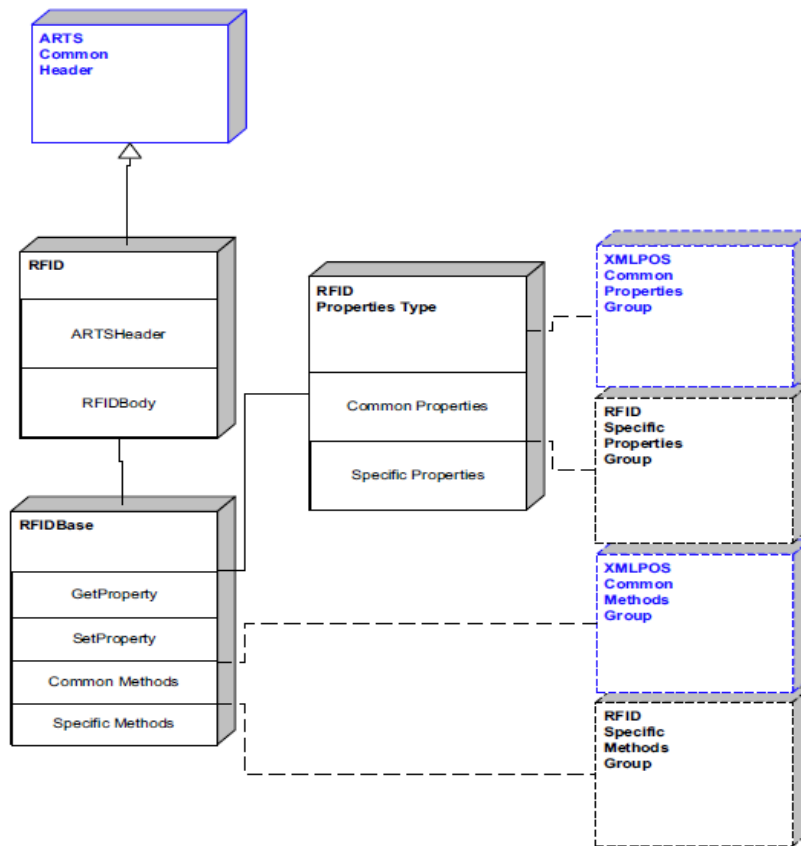 ARTS
Common
Header
RFID
ARTSHeader
RFIDBody
RFID
Properties Type
Common Properties
Specific Properties
XMLPOS
Common
Properties
Group
RFID
Specific
Properties
Group
RFIDBase
GetProperty
SetProperty
Common Methods
Specific Methods
XMLPOS
Common
Methods
Group
RFID
Specific
Methods
Group